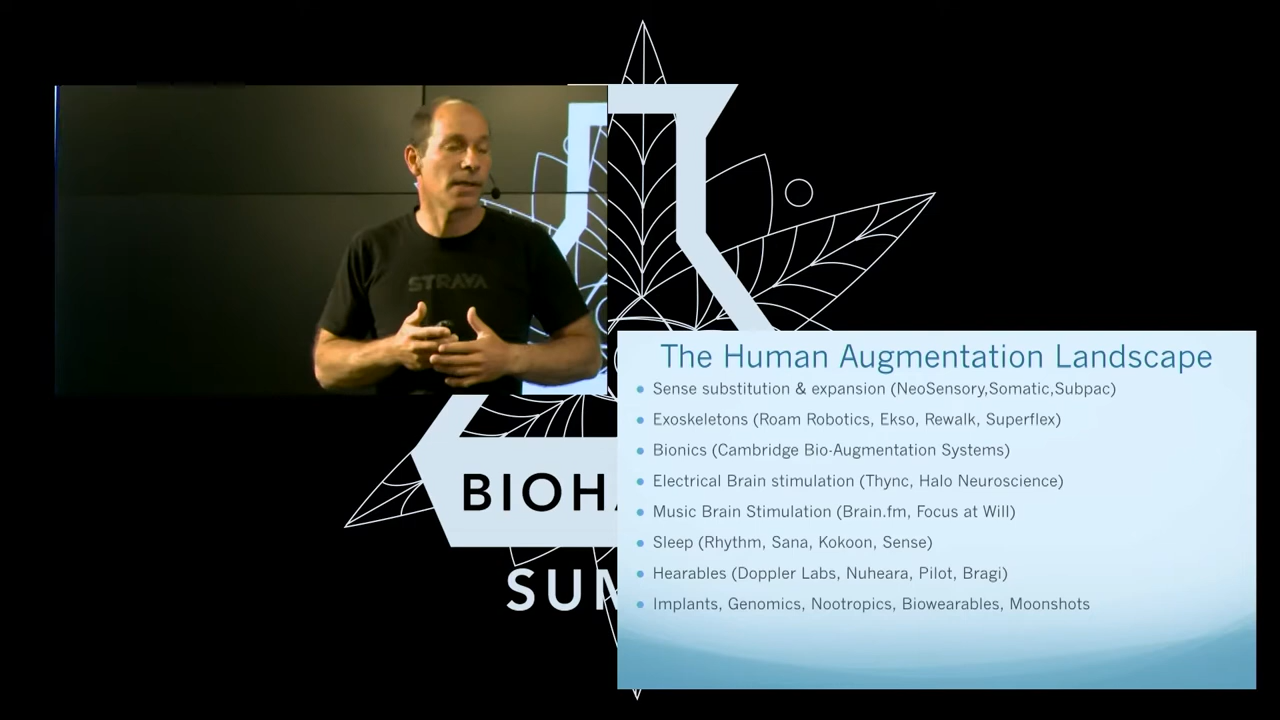 STRAVA
BIOHA
SUM
The Human Augmentation Landscape
Sense substitution & expansion (NeoSensory,Somatic,Subpac)
Exoskeletons (Roam Robotics, Ekso, Rewalk, Superflex)
Bionics (Cambridge Bio-Augmentation Systems)
Electrical Brain stimulation (Thync, Halo Neuroscience)
Music Brain Stimulation (Brain.fm, Focus at Will)
Sleep (Rhythm, Sana, Kokoon, Sense)
Hearables (Doppler Labs, Nuheara, Pilot, Bragi)
Implants, Genomics, Nootropics, Biowearables, Moonshots